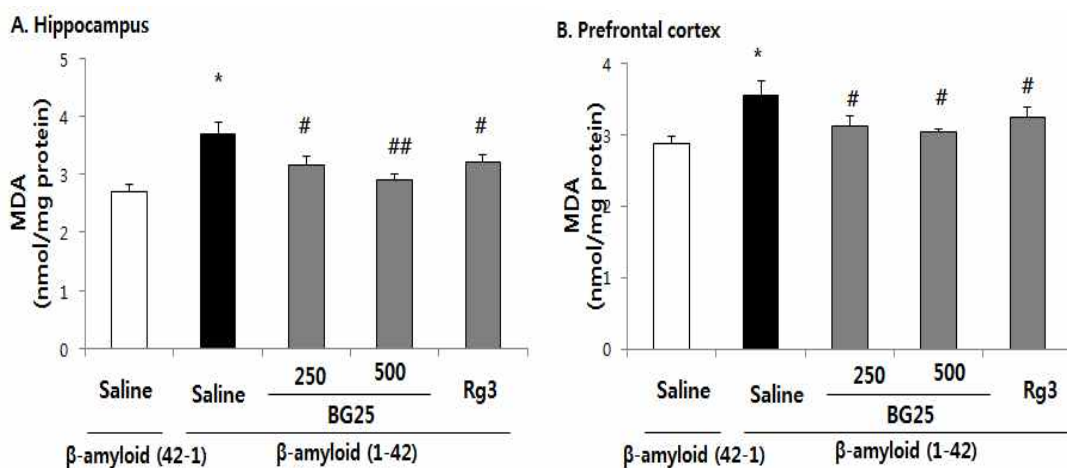 A. Hippocampus
MDA
(nmol/mg protein)
5
4
3
2
1
0
*
#
##
#
Saline
Saline
250
500
Rg3
BG25
β-amyloid (42-1)
β-amyloid (1-42)
B. Prefrontal cortex
MDA
(nmol/mg protein)
4
3
2
1
0
*
#
#
#
Saline
Saline
250
500
Rg3
BG25
β-amyloid (42-1)
β-amyloid (1-42)